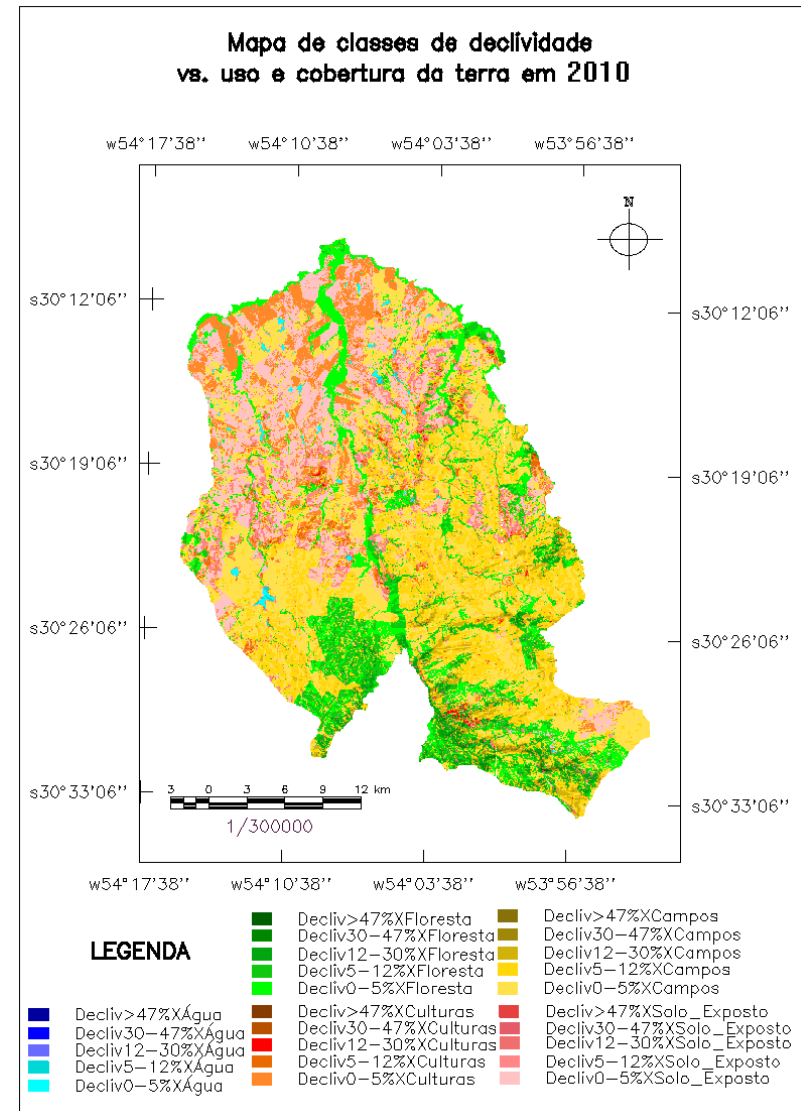 Mapa de classes de declividade
vs. uso e cobertura da terra em 2010
w54°17'38'' w54°10'38'' w54°03'38'' w53°56'38''
N
s30°12'06'' s30°12'06''
s30°19'06'' s30°19'06''
s30°26'06'' s30°26'06''
s30°33'06'' s30°33'06''
3 0 3 6 9 12 km
1/300000
w54°17'38'' w54°10'38'' w54°03'38'' w53°56'38''
LEGENDA
Decliv>47%XÁgua
Decliv30-47%XÁgua
Decliv12-30%XÁgua
Decliv5-12%XÁgua
Decliv0-5%XÁgua
Decliv>47%XFloresta
Decliv30-47%XFloresta
Decliv12-30%XFloresta
Decliv5-12%XFloresta
Decliv0-5%XFloresta
Decliv>47%XCulturas
Decliv30-47%XCulturas
Decliv12-30%XCulturas
Decliv5-12%XCulturas
Decliv0-5%XCulturas
Decliv>47%XCampos
Decliv30-47%XCampos
Decliv12-30%XCampos
Decliv5-12%XCampos
Decliv0-5%XCampos
Decliv>47%XSolo_Exposto
Decliv30-47%XSolo_Exposto
Decliv12-30%XSolo_Exposto
Decliv5-12%XSolo_Exposto
Decliv0-5%XSolo_Exposto